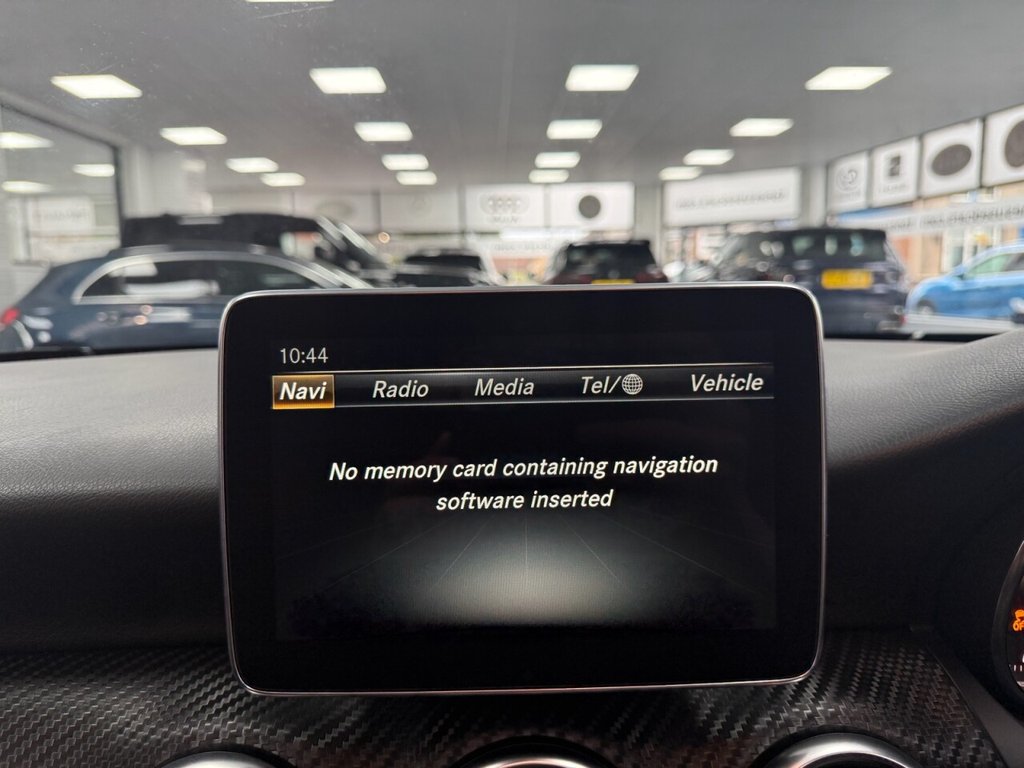 10:44
Navi Radio Media Tel/ Vehicle
No memory card containing navigation
software inserted